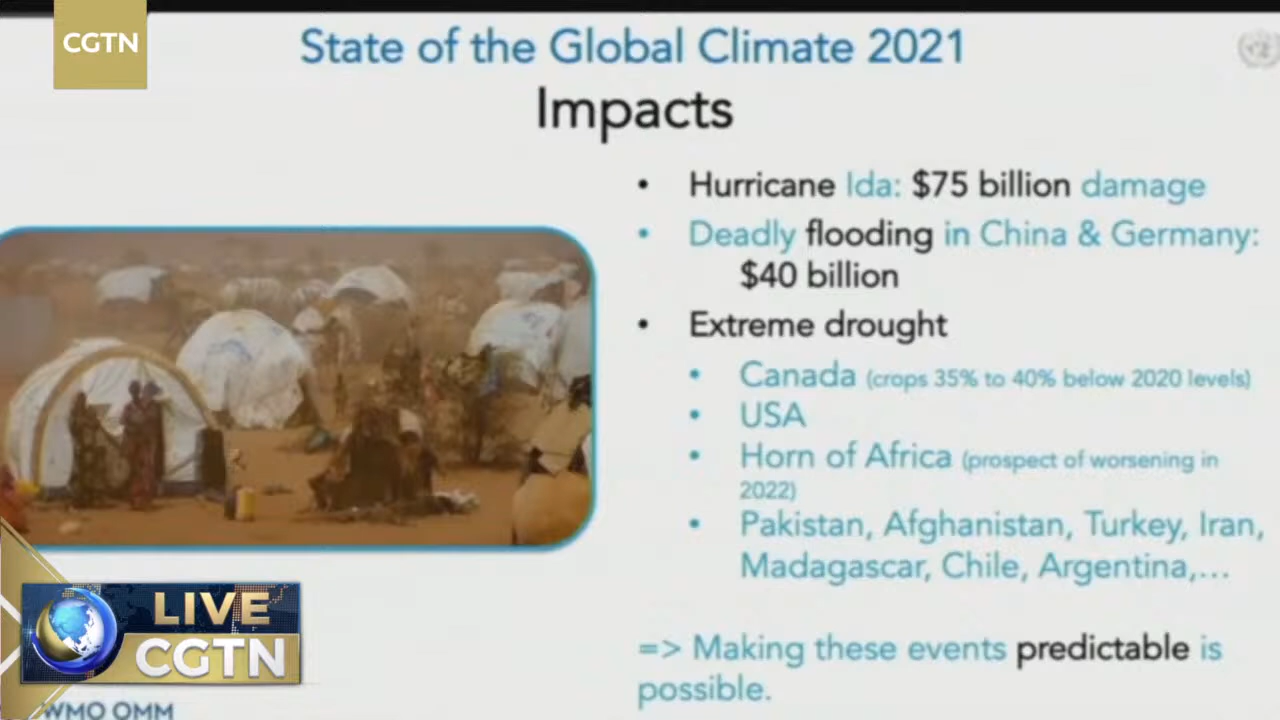 CGTN
State of the Global Climate 2021
Impacts
• Hurricane Ida: $75 billion damage
• Deadly flooding in China & Germany:
$40 billion
• Extreme drought
• Canada (crops 35% to 40% below 2020 levels)
• USA
• Horn of Africa (prospect of worsening in
2022)
• Pakistan, Afghanistan, Turkey, Iran,
Madagascar, Chile, Argentina,...
=> Making these events predictable is
possible.
LIVE
CGTN
WMO OMM